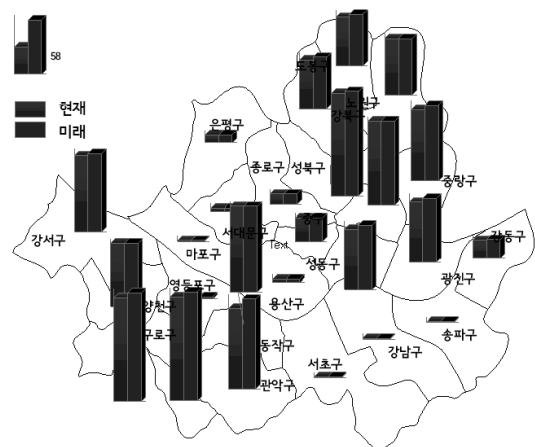 58
현재
미래
도봉구
노원구
강북구
은평구
종로구
성북구
중랑구
서대문구
중구
강동구
강서구
마포구
Text
성동구
광진구
영등포구
양천구
용산구
구로구
동작구
서초구
강남구
송파구
관악구